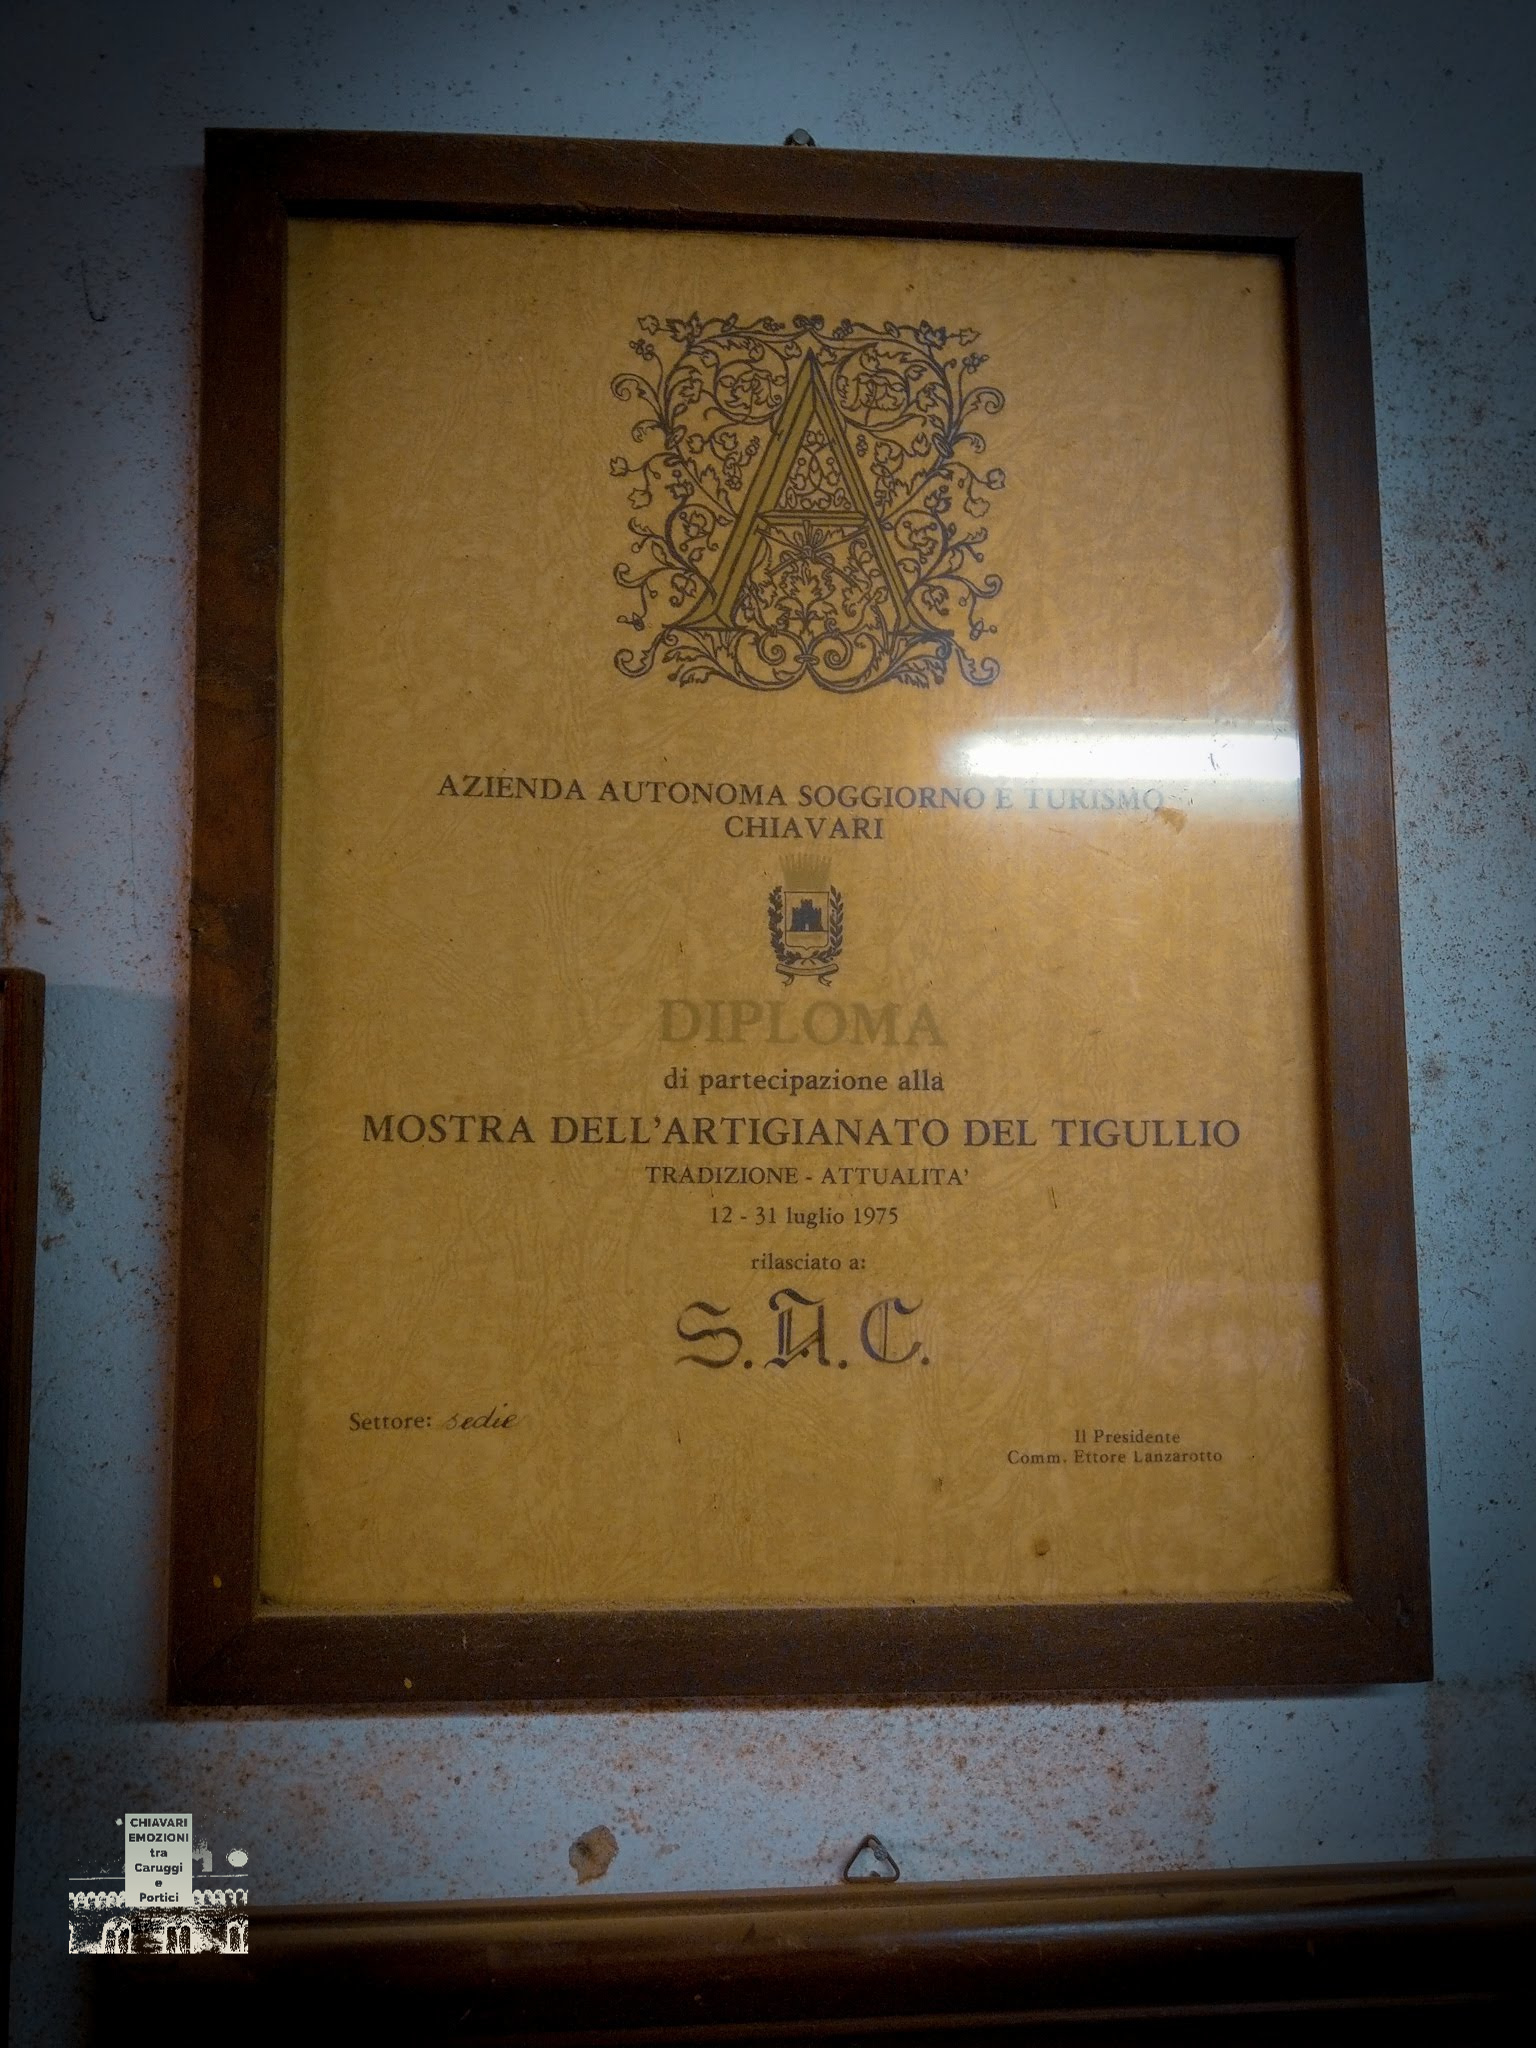 A
AZIENDA AUTONOMA SOGGIORNO E TURISMO
CHIAVARI
DIPLOMA
di partecipazione alla
MOSTRA DELL'ARTIGIANATO DEL TIGULLIO
TRADIZIONE - ATTUALITA'
12 - 31 luglio 1975
rilasciato a:
S.A.C.
Settore: sedie
Il Presidente
Comm. Ettore Lanzarotto
CHIAVARI
EMOZIONI
tra
Caruggi
e
Portici